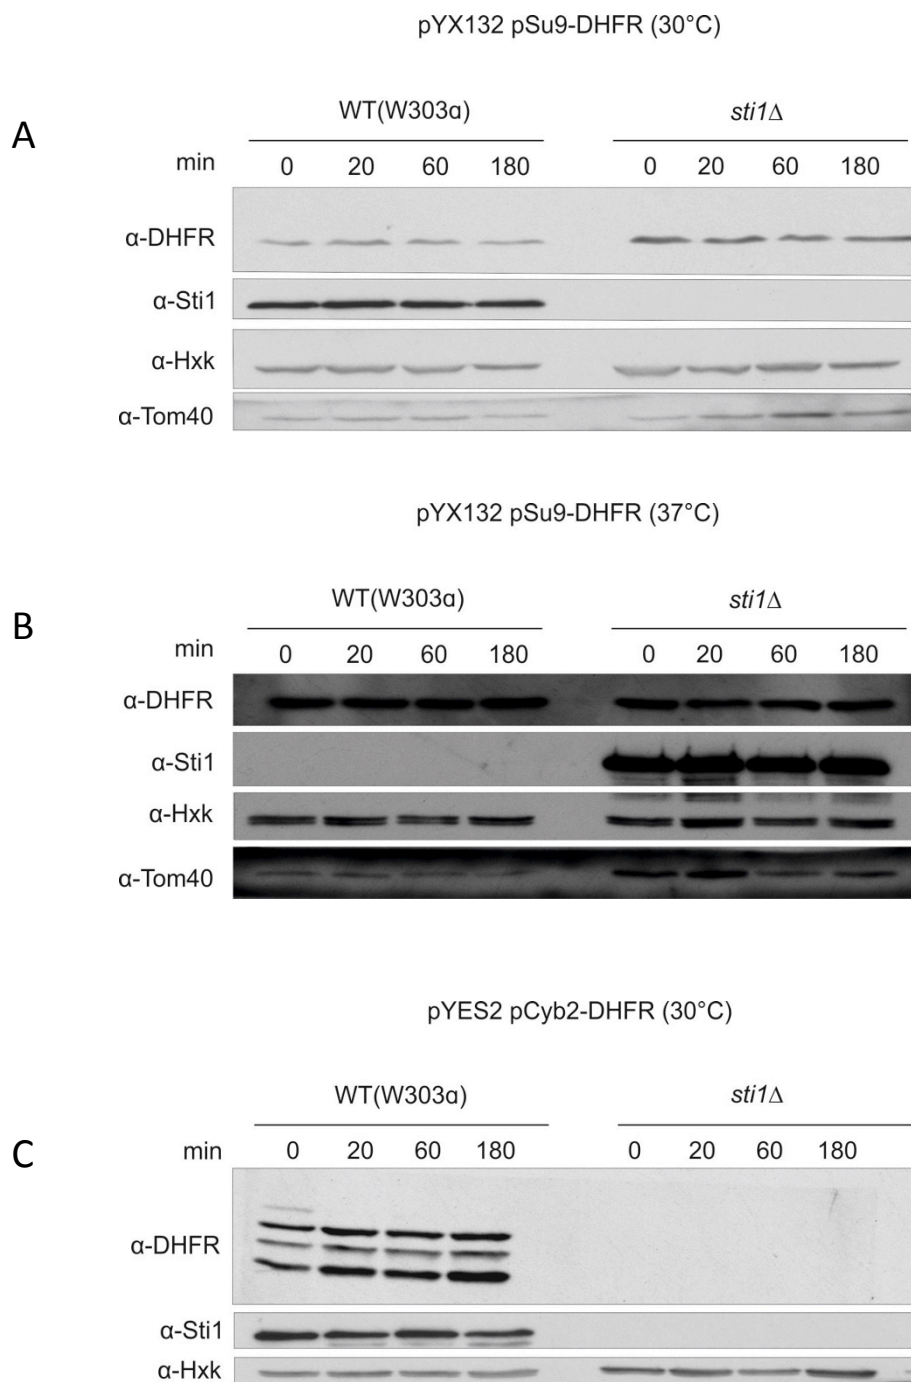 pYX132 pSu9-DHFR (30°C)
A
WT(W303α) sti1Δ
min 0 20 60 180 0 20 60 180
α-DHFR
α-Sti1
α-Hxk
α-Tom40
pYX132 pSu9-DHFR (37°C)
B
WT(W303α) sti1Δ
min 0 20 60 180 0 20 60 180
α-DHFR
α-Sti1
α-Hxk
α-Tom40
pYES2 pCyb2-DHFR (30°C)
WT(W303α) sti1Δ
C
min 0 20 60 180 0 20 60 180
α-DHFR
α-Sti1
α-Hxk